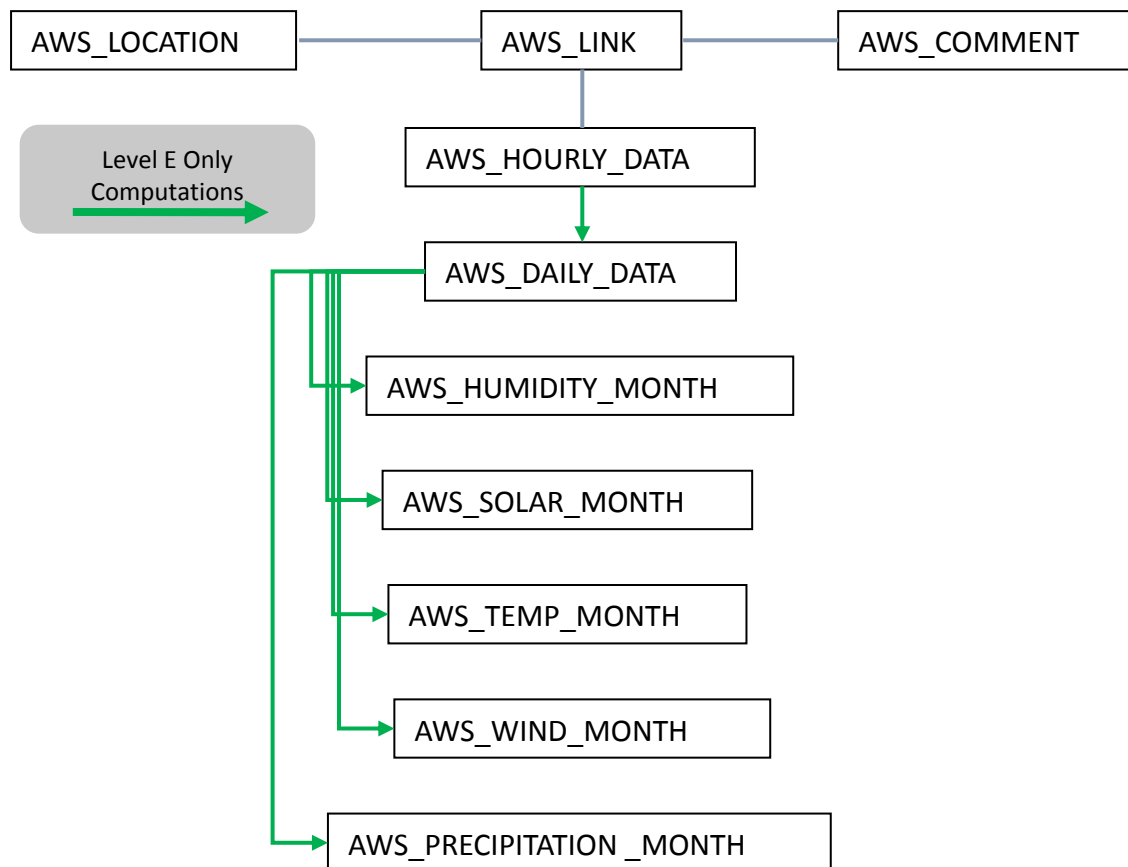 AWS_LOCATION
AWS_LINK
AWS_COMMENT
Level E Only
Computations
AWS_HOURLY_DATA
AWS_DAILY_DATA
AWS_HUMIDITY_MONTH
AWS_SOLAR_MONTH
AWS_TEMP_MONTH
AWS_WIND_MONTH
AWS_PRECIPITATION _MONTH